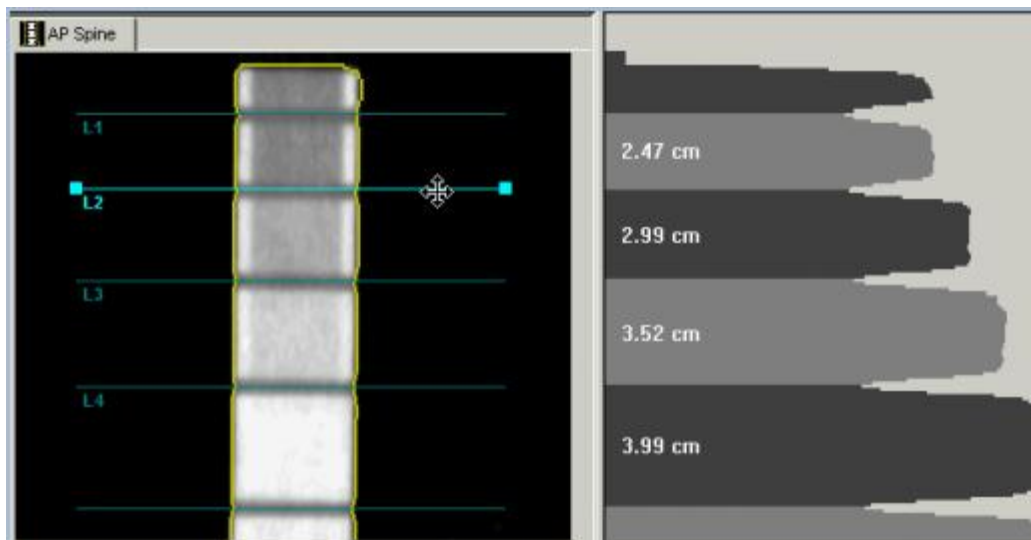 AP Spine
L1
L2
L3
L4
2.47 cm
2.99 cm
3.52 cm
3.99 cm